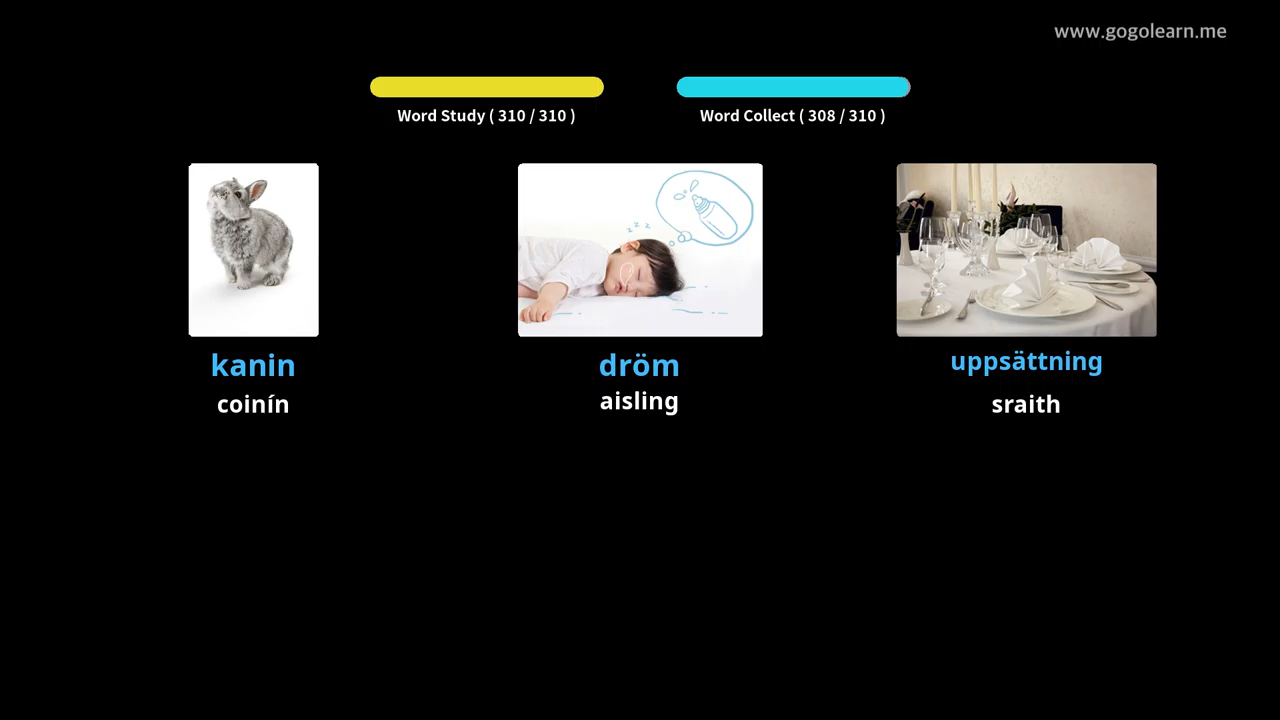 www.gogolearn.me
Word Study ( 310 / 310 )
Word Collect ( 308 / 310 )
z z z
kanin
dröm
uppsättning
coinín
aisling
sraith